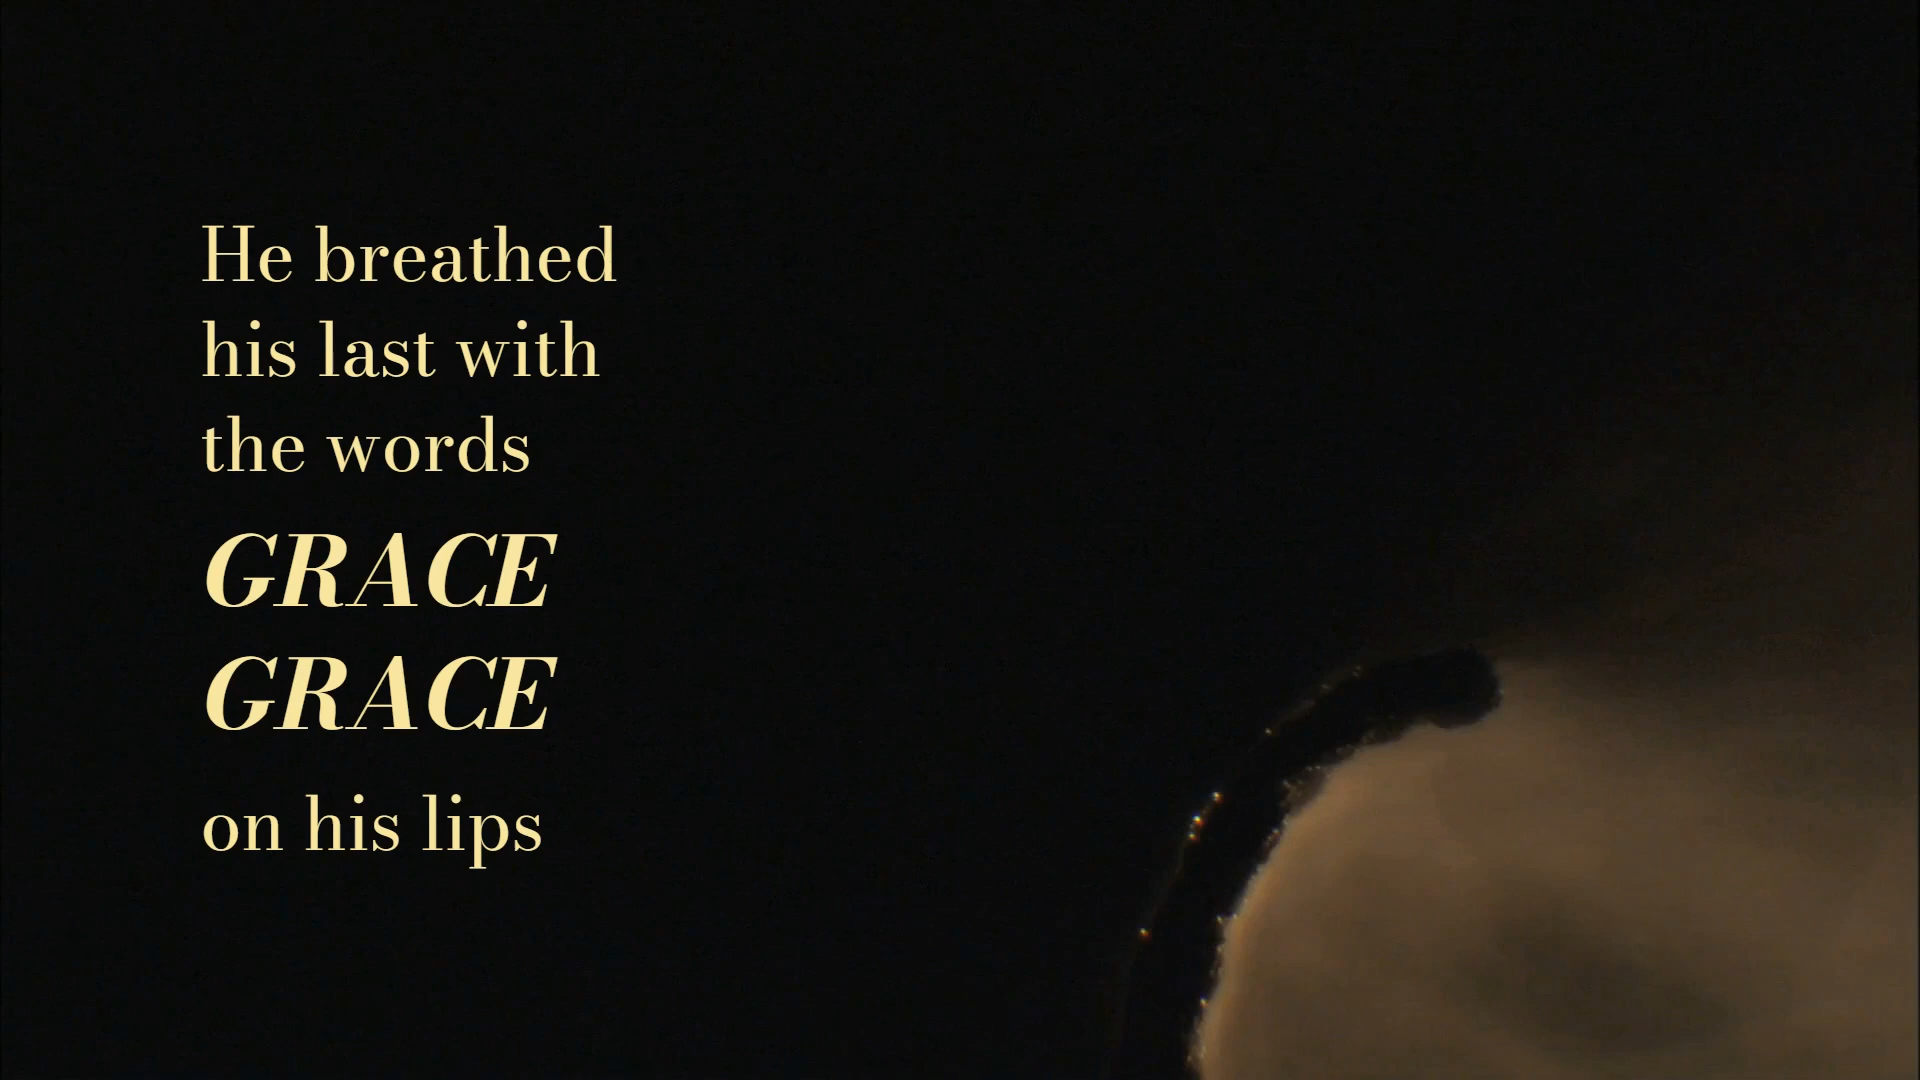 He breathed
his last with
the words
GRACE
GRACE
on his lips